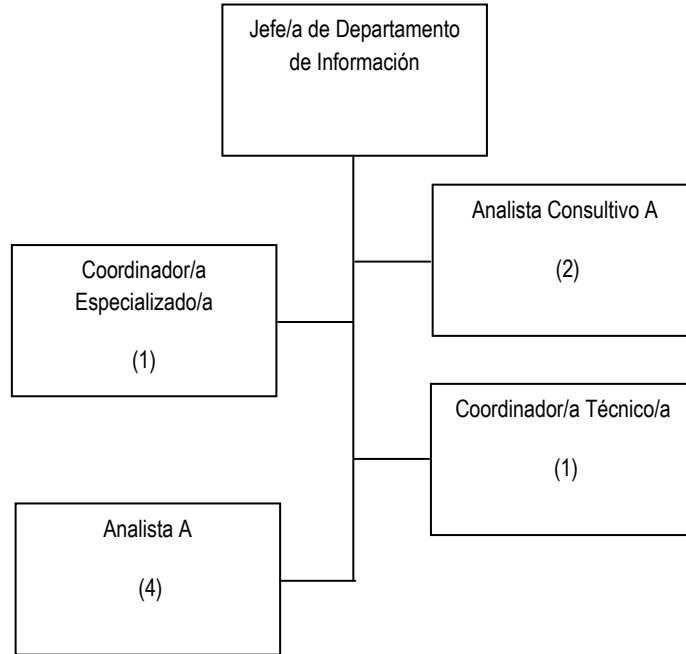 Jefe/a de Departamento
de Información
Analista Consultivo A
(2)
Coordinador/a
Especializado/a
(1)
Coordinador/a Técnico/a
(1)
Analista A
(4)